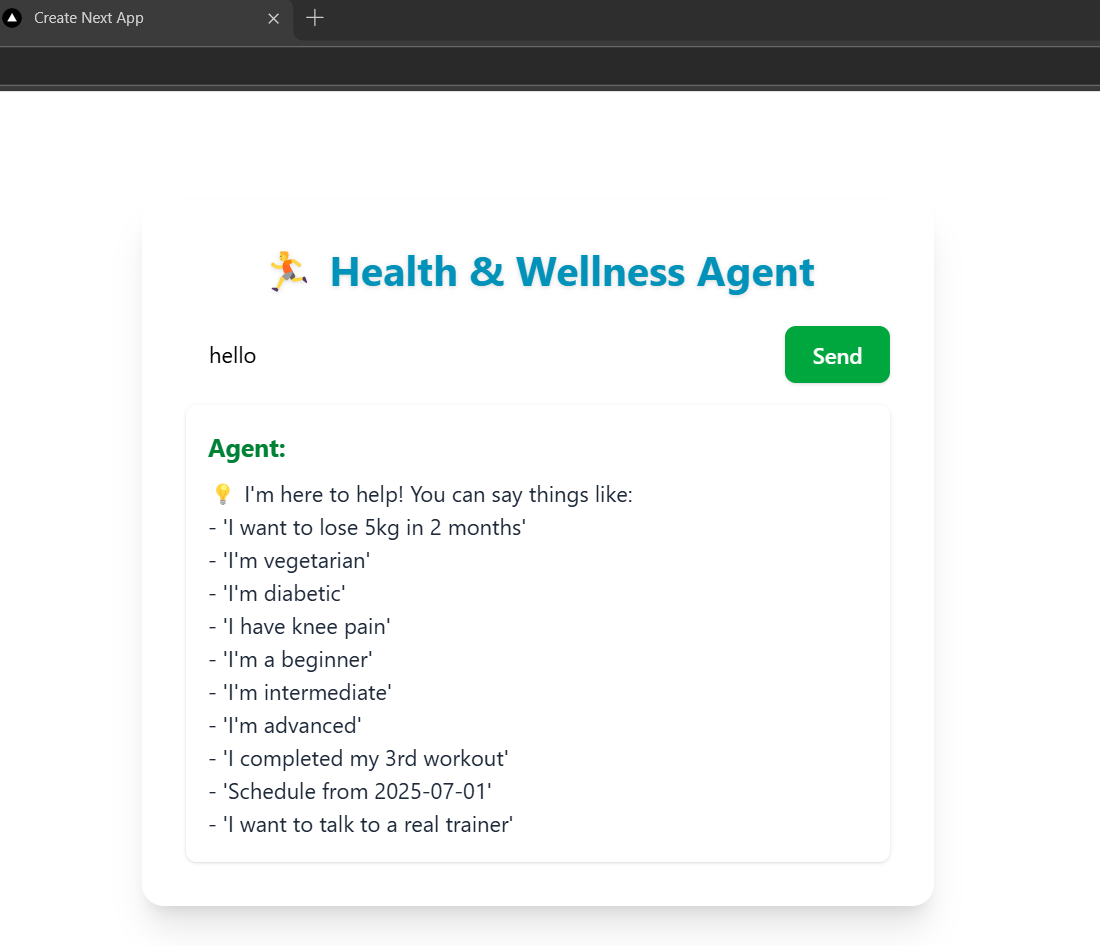 Create Next App
🏃 Health & Wellness Agent
hello
Send
Agent:
💡 I'm here to help! You can say things like:
- 'I want to lose 5kg in 2 months'
- 'I'm vegetarian'
- 'I'm diabetic'
- 'I have knee pain'
- 'I'm a beginner'
- 'I'm intermediate'
- 'I'm advanced'
- 'I completed my 3rd workout'
- 'Schedule from 2025-07-01'
- 'I want to talk to a real trainer'